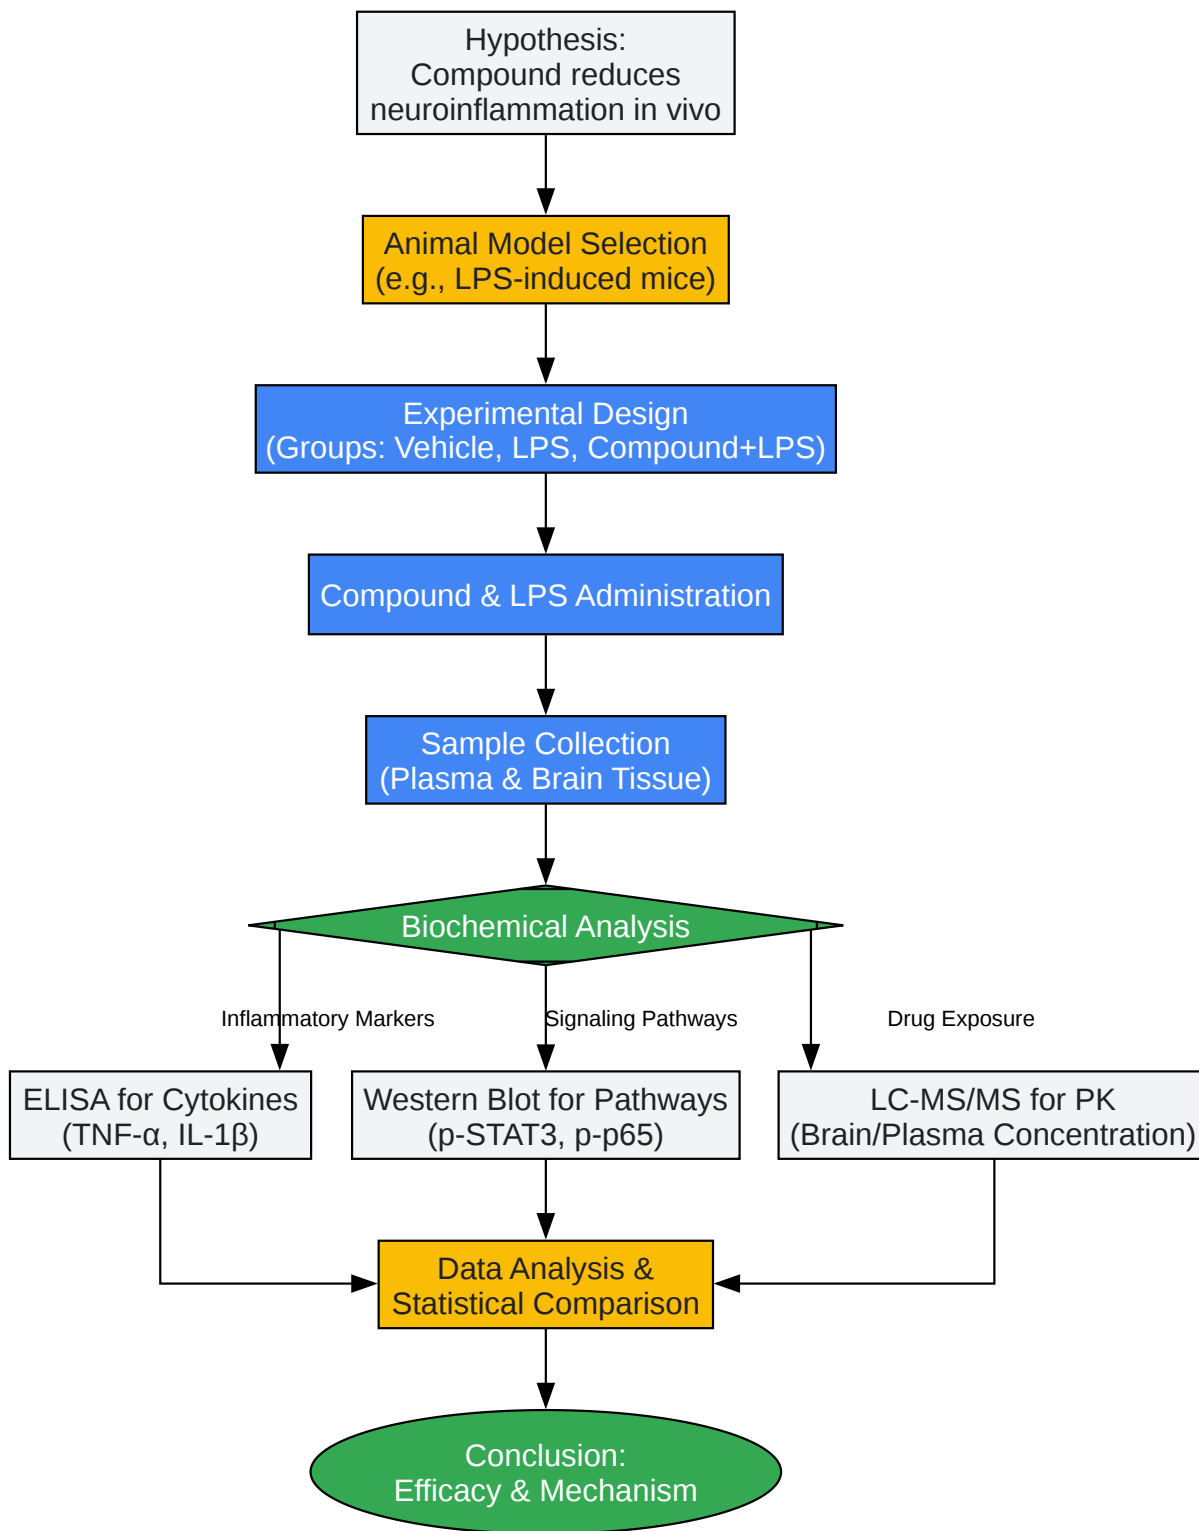 Hypothesis:
Compound reduces
neuroinflammation in vivo
Animal Model Selection
(e.g., LPS-induced mice)
Experimental Design
(Groups: Vehicle, LPS, Compound+LPS)
Compound & LPS Administration
Sample Collection
(Plasma & Brain Tissue)
Biochemical Analysis
Inflammatory Markers
Signaling Pathways
Drug Exposure
ELISA for Cytokines
(TNF-α, IL-1β)
Western Blot for Pathways
(p-STAT3, p-p65)
LC-MS/MS for PK
(Brain/Plasma Concentration)
Data Analysis &
Statistical Comparison
Conclusion:
Efficacy & Mechanism